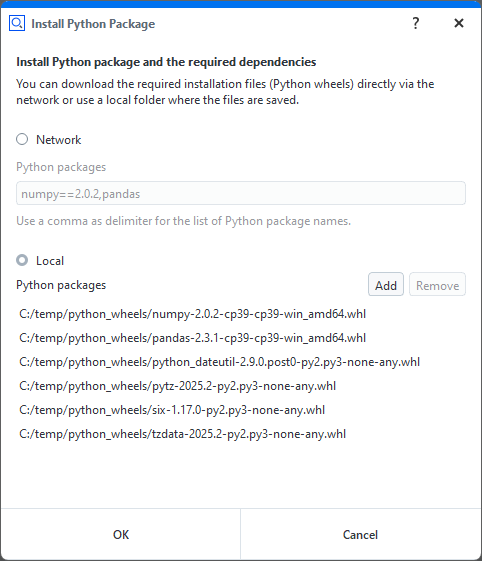 Install Python Package
?
Install Python package and the required dependencies
You can download the required installation files (Python wheels) directly via the
network or use a local folder where the files are saved.
Network
Python packages
numpy==2.0.2,pandas
Use a comma as delimiter for the list of Python package names.
Local
Python packages
Add
Remove
C:/temp/python_wheels/numpy-2.0.2-cp39-cp39-win_amd64.whl
C:/temp/python_wheels/pandas-2.3.1-cp39-cp39-win_amd64.whl
C:/temp/python_wheels/python_dateutil-2.9.0.post0-py2.py3-none-any.whl
C:/temp/python_wheels/pytz-2025.2-py2.py3-none-any.whl
C:/temp/python_wheels/six-1.17.0-py2.py3-none-any.whl
C:/temp/python_wheels/tzdata-2025.2-py2.py3-none-any.whl
OK
Cancel